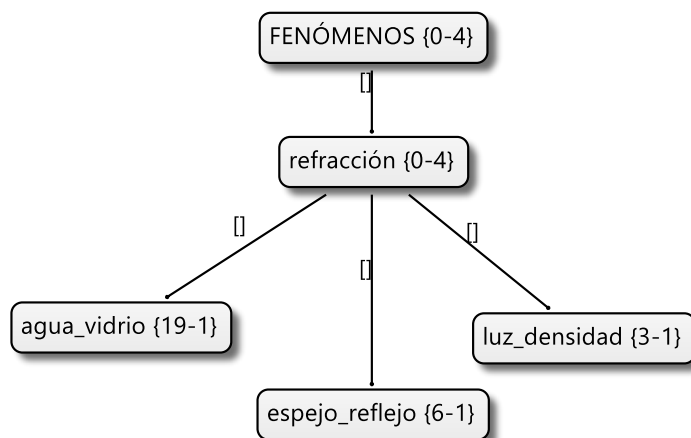 FENÓMENOS {0-4}
[]
refracción {0-4}
[]
[]
[]
agua_vidrio {19-1}
luz_densidad {3-1}
espejo_reflejo {6-1}